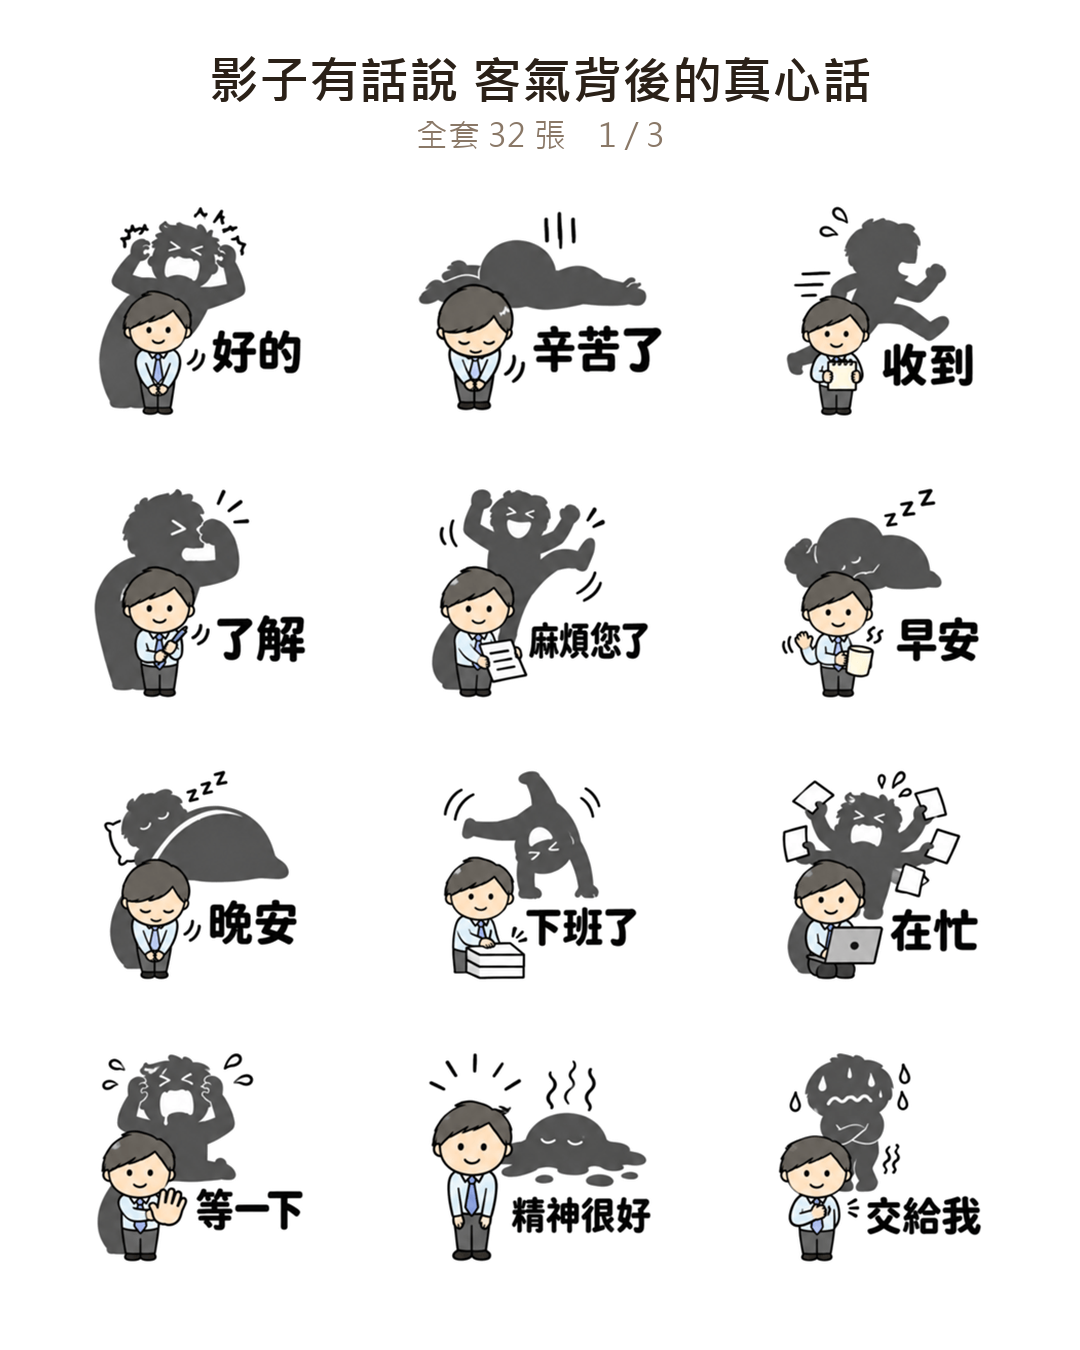 影子有話說 客氣背後的真心話
全套 32 張 1 / 3
好的
辛苦了
收到
了解
麻煩您了
zzz
早安
zzz
晚安
下班了
在忙
等一下
精神很好
交給我